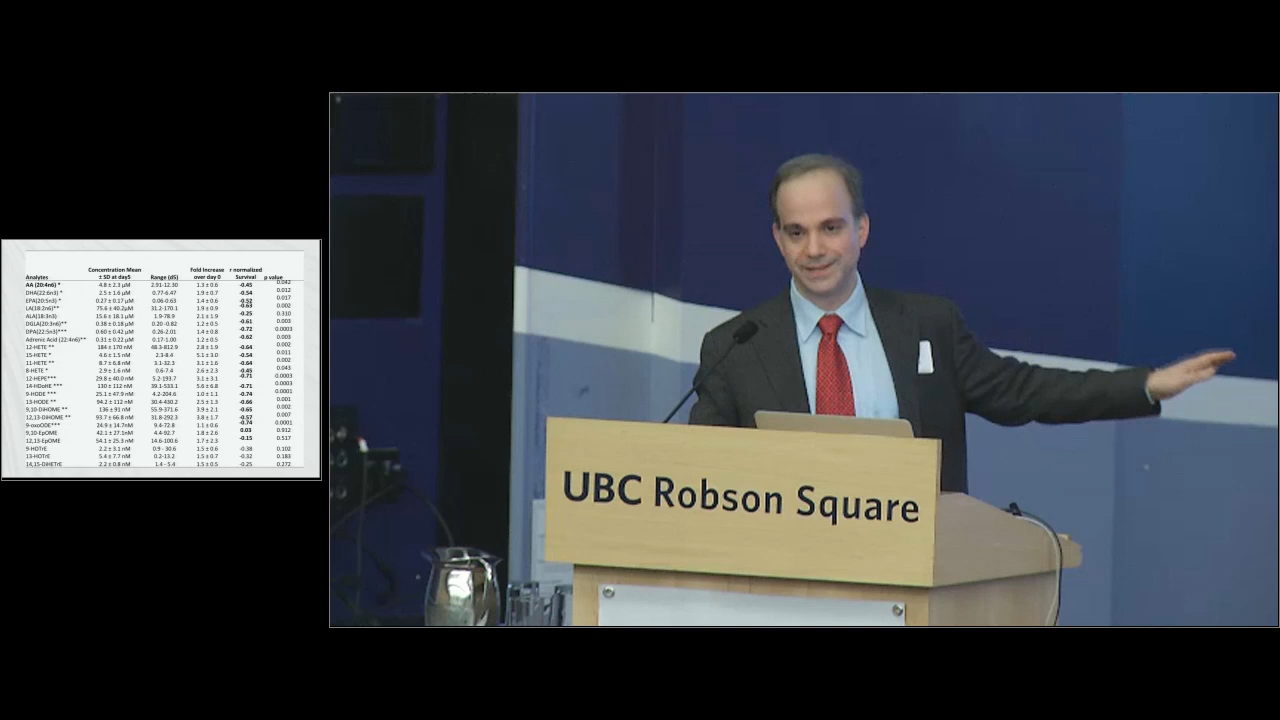 Concentration Mean Fold Increase r normalized
Analytes ± SD at day5 Range (d5) over day 0 Survival p value
AA (20:4n6) * 4.8 ± 2.3 µM 2.91-12.30 1.3 ± 0.6 -0.45 0.042
DHA(22:6n3) * 2.5 ± 1.6 µM 0.77-6.47 1.9 ± 0.7 -0.54 0.012
EPA(20:5n3) * 0.27 ± 0.17 µM 0.06-0.63 1.4 ± 0.6 -0.52 0.017
LA(18:2n6)** 75.6 ± 40.2µM 31.2-170.1 1.9 ± 0.9 -0.63 0.002
ALA(18:3n3) 15.6 ± 18.1 µM 1.9-78.9 2.1 ± 1.9 -0.25 0.310
DGLA(20:3n6)** 0.38 ± 0.18 µM 0.20 -0.82 1.2 ± 0.5 -0.61 0.003
DPA(22:5n3)*** 0.60 ± 0.42 µM 0.26-2.01 1.4 ± 0.8 -0.72 0.0003
Adrenic Acid (22:4n6)** 0.31 ± 0.22 µM 0.17-1.00 1.2 ± 0.5 -0.62 0.003
12-HETE ** 184 ± 170 nM 48.3-812.9 2.8 ± 1.9 -0.64 0.002
15-HETE * 4.6 ± 1.5 nM 2.3-8.4 5.1 ± 3.0 -0.54 0.011
11-HETE ** 8.7 ± 6.8 nM 3.1-32.3 3.1 ± 1.6 -0.64 0.002
8-HETE * 2.9 ± 1.6 nM 0.6-7.4 2.6 ± 2.3 -0.45 0.043
12-HEPE*** 29.8 ± 40.0 nM 5.2-193.7 3.1 ± 3.1 -0.71 0.0003
14-HDoHE *** 130 ± 112 nM 39.1-533.1 5.6 ± 6.8 -0.71 0.0003
9-HODE *** 25.1 ± 47.9 nM 4.2-204.6 1.0 ± 1.1 -0.74 0.0001
13-HODE ** 94.2 ± 112 nM 30.4-430.2 2.5 ± 1.3 -0.66 0.001
9,10-DiHOME ** 136 ± 91 nM 55.9-371.6 3.9 ± 2.1 -0.65 0.002
12,13-DiHOME ** 93.7 ± 66.8 nM 31.8-292.3 3.8 ± 1.7 -0.57 0.007
9-oxoODE*** 24.9 ± 14.7nM 9.4-72.8 1.1 ± 0.6 -0.74 0.0001
9,10-EpOME 42.1 ± 27.1nM 4.4-92.7 1.8 ± 2.6 0.03 0.912
12,13-EpOME 54.1 ± 25.3 nM 14.6-100.6 1.7 ± 2.3 -0.15 0.517
9-HOTrE 2.2 ± 3.1 nM 0.9 - 30.6 1.5 ± 0.6 -0.38 0.102
13-HOTrE 5.4 ± 7.7 nM 0.2-13.2 1.5 ± 0.7 -0.32 0.183
14,15-DiHETrE 2.2 ± 0.8 nM 1.4 - 5.4 1.5 ± 0.5 -0.25 0.272
UBC Robson Square